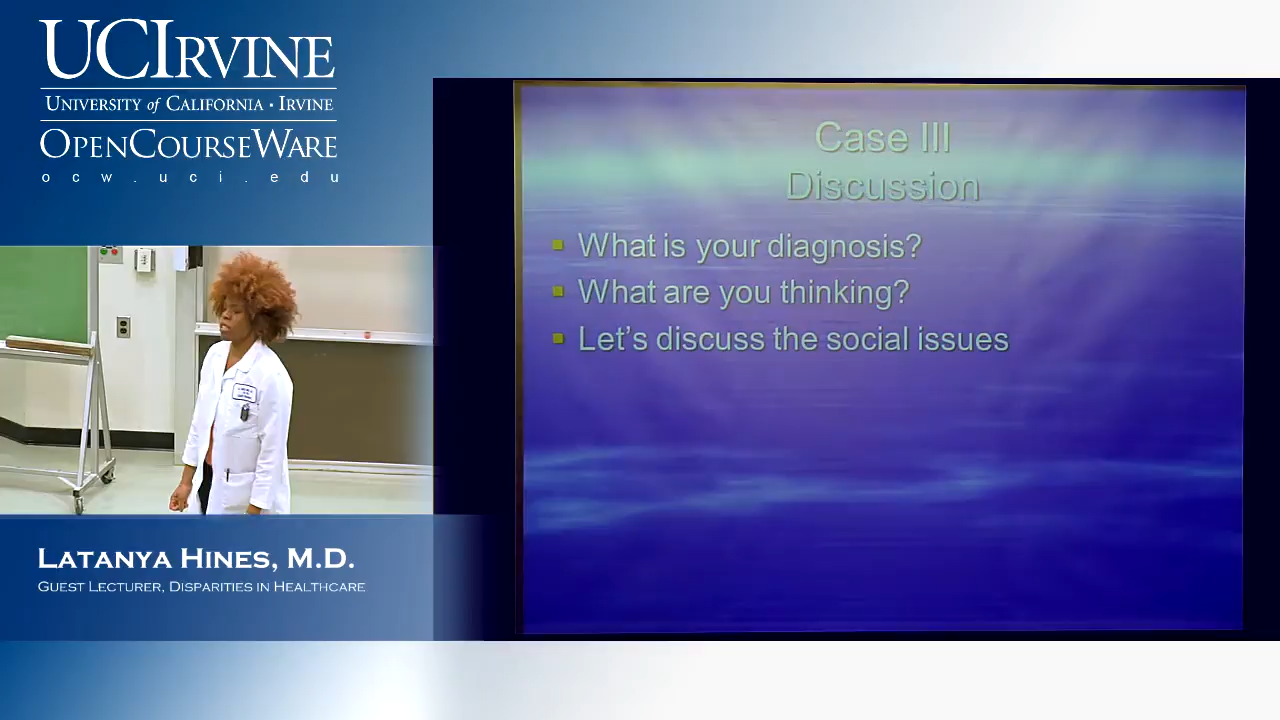 UCIRVINE
UNIVERSITY of CALIFORNIA • IRVINE
OPENCOURSEWARE
ocw.uci.edu
Case III
Discussion
What is your diagnosis?
What are you thinking?
Let's discuss the social issues
LATANYA HINES, M.D.
GUEST LECTURER, DISPARITIES IN HEALTHCARE